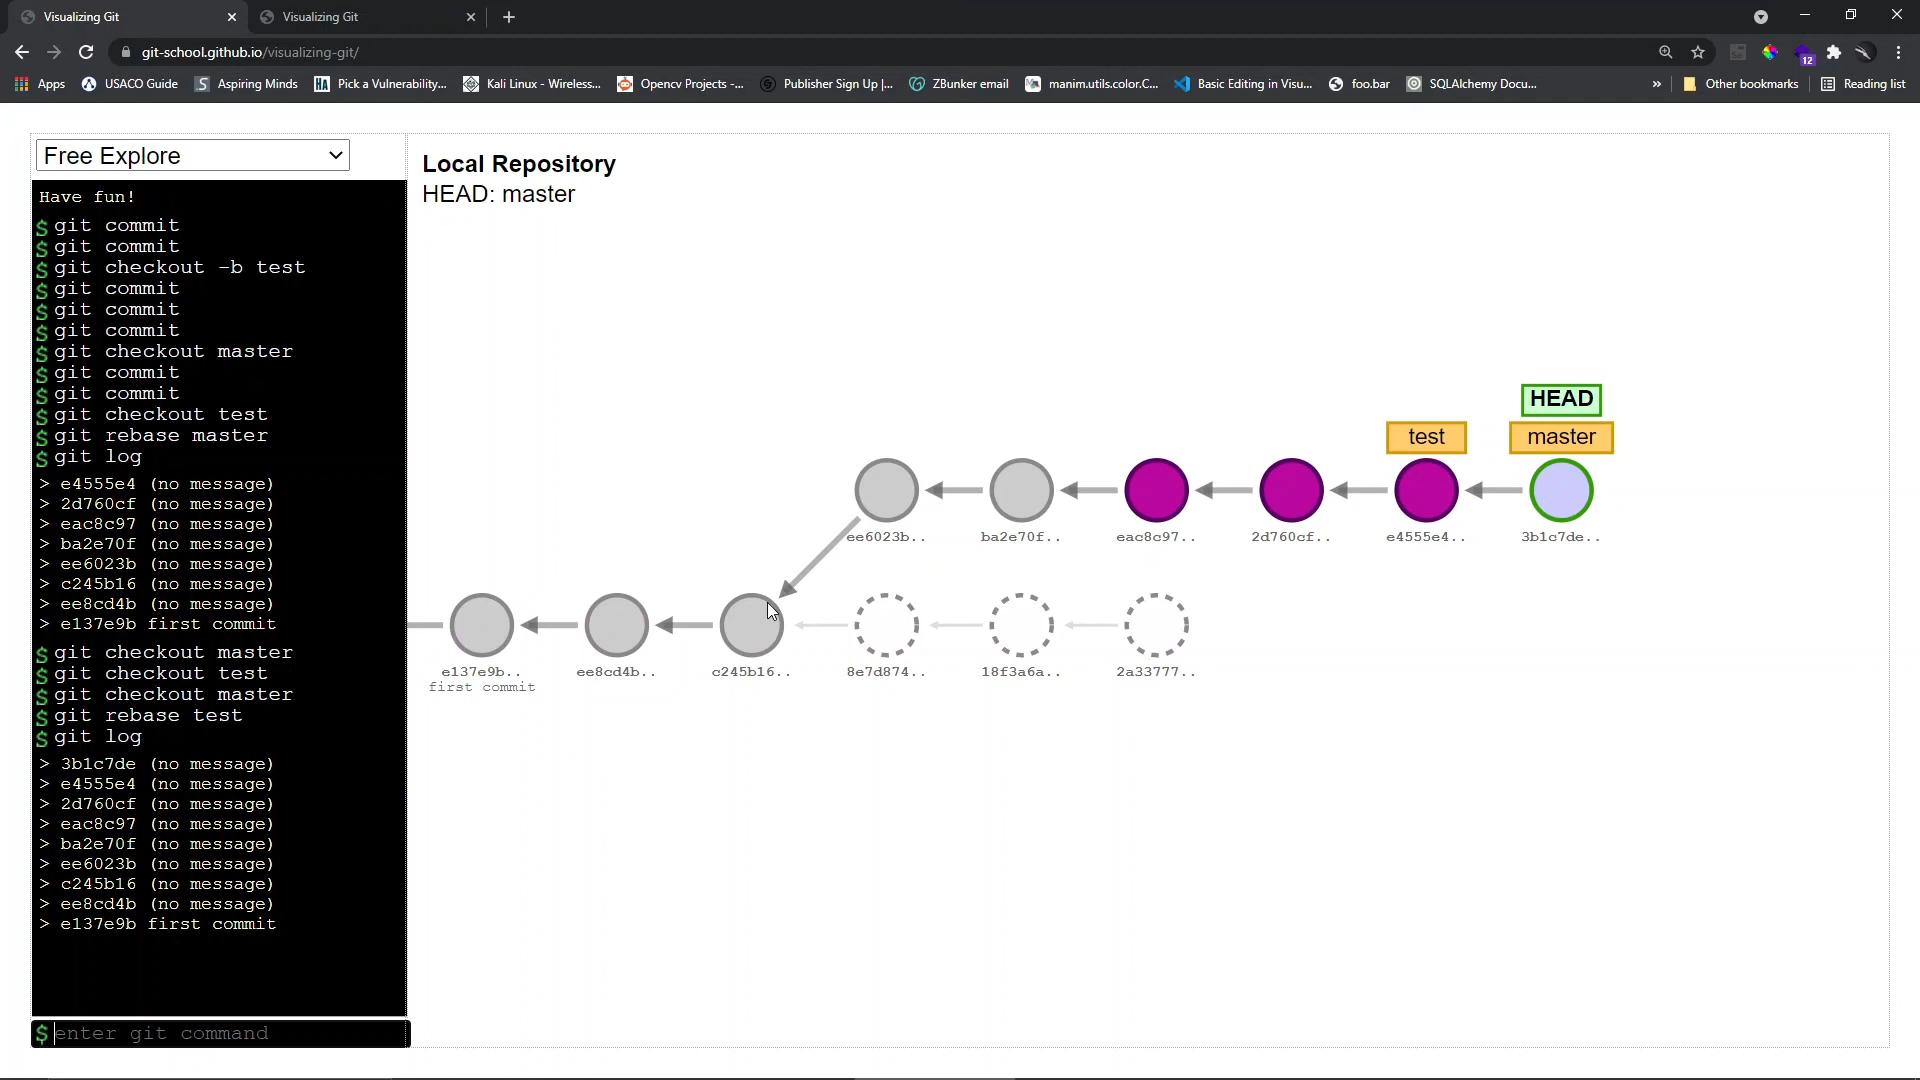 Visualizing Git
Visualizing Git
git-school.github.io/visualizing-git/
12
Apps
USACO Guide
Aspiring Minds
Pick a Vulnerability...
Kali Linux - Wireless...
Opencv Projects -...
Publisher Sign Up |...
ZBunker email
manim.utils.color.C...
Basic Editing in Visu...
foo.bar
SQLAlchemy Docu...
»
Other bookmarks
Reading list
Free Explore
Have fun!
$ git commit
$ git commit
$ git checkout -b test
$ git commit
$ git commit
$ git commit
$ git checkout master
$ git commit
$ git commit
$ git checkout test
$ git rebase master
$ git log
> e4555e4 (no message)
> 2d760cf (no message)
> eac8c97 (no message)
> ba2e70f (no message)
> ee6023b (no message)
> c245b16 (no message)
> ee8cd4b (no message)
> e137e9b first commit
$ git checkout master
$ git checkout test
$ git checkout master
$ git rebase test
$ git log
> 3b1c7de (no message)
> e4555e4 (no message)
> 2d760cf (no message)
> eac8c97 (no message)
> ba2e70f (no message)
> ee6023b (no message)
> c245b16 (no message)
> ee8cd4b (no message)
> e137e9b first commit
$ enter git command
Local Repository
HEAD: master
HEAD
test
master
ee6023b..
ba2e70f..
eac8c97..
2d760cf..
e4555e4..
3b1c7de..
e137e9b..
first commit
ee8cd4b..
c245b16..
8e7d874..
18f3a6a..
2a33777..